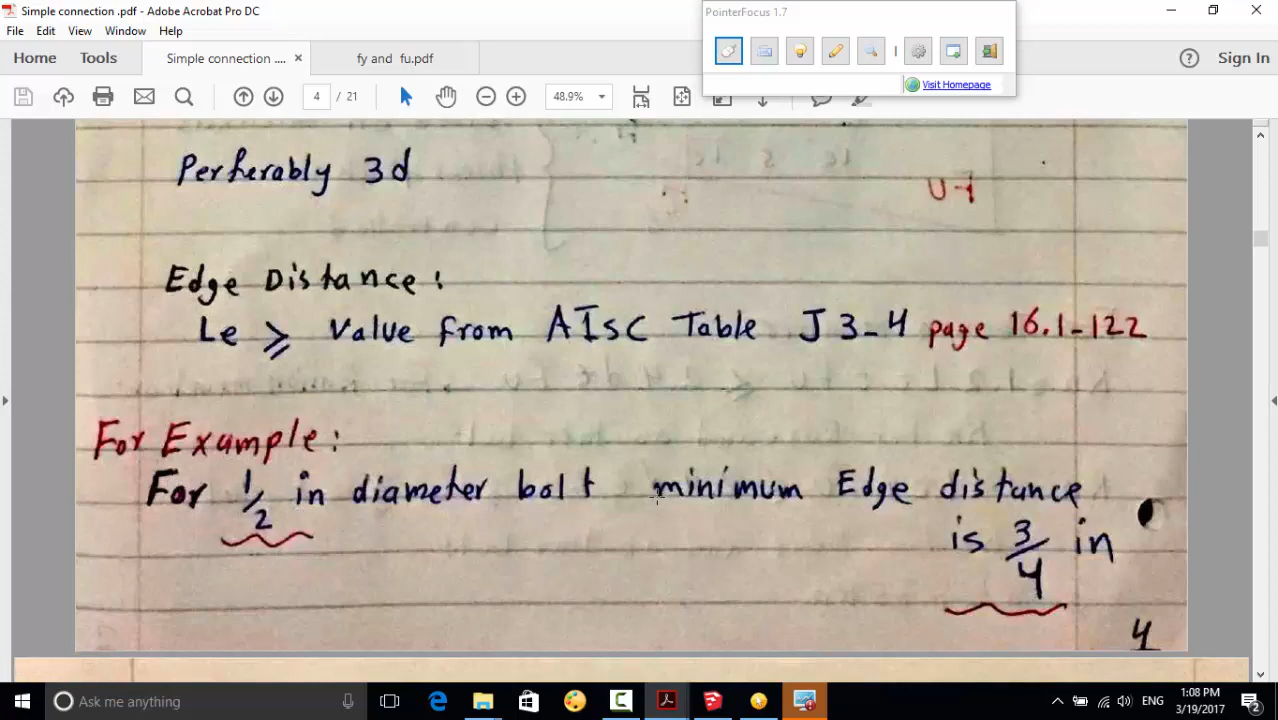 Simple connection .pdf - Adobe Acrobat Pro DC
PointerFocus 1.7
File Edit View Window Help
Home Tools Simple connection .... × fy and fu.pdf Sign In
4 / 21 48.9% Visit Homepage
Perferably 3d
Edge Distance :
Le ⩾ Value from AISC Table J3-4 page 16.1-122
For Example :
For 1/2 in diameter bolt minimum Edge distance
is 3/4 in
4
Ask me anything
ENG
1:08 PM
3/19/2017
2